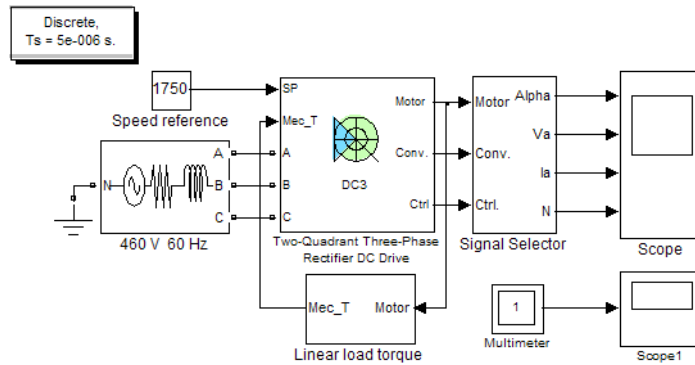 Discrete,
Ts = 5e-006 s.
1750
Speed reference
SP
Mec_T
A
B
C
Motor
Conv.
Ctrl
DC3
Two-Quadrant Three-Phase
Rectifier DC Drive
N
A
B
C
460 V 60 Hz
Motor
Conv.
Ctrl.
Alpha
Va
Ia
N
Signal Selector
Scope
Mec_T
Motor
Linear load torque
1
Multimeter
Scope1